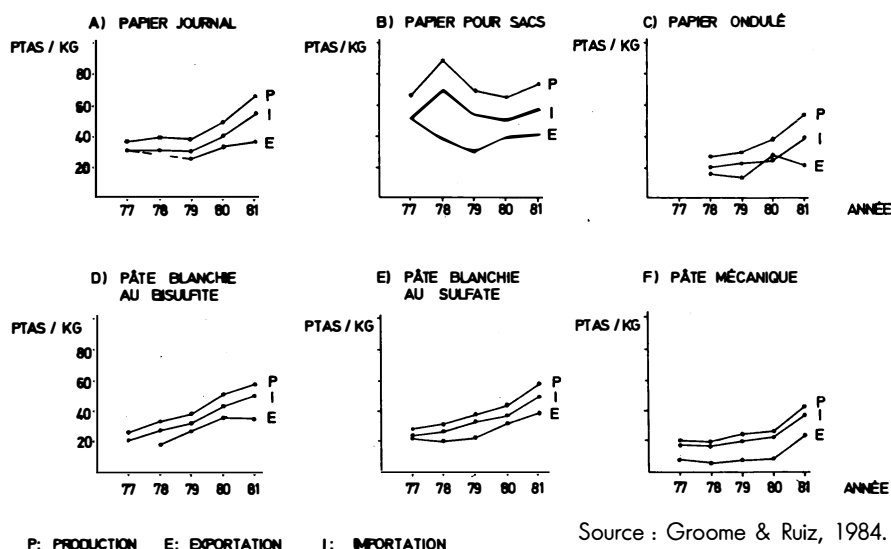 A) PAPIER JOURNAL
B) PAPIER POUR SACS
C) PAPIER ONDULÉ
PTAS / KG
PTAS / KG
PTAS / KG
80
60
40
20
P
I
E
P
I
E
P
I
E
77 78 79 80 81
77 78 79 80 81
77 78 79 80 81
ANNÉE
D) PÂTE BLANCHIE
AU BISULFITE
E) PÂTE BLANCHIE
AU SULFATE
F) PÂTE MÉCANIQUE
PTAS / KG
PTAS / KG
PTAS/KG
80
60
40
20
P
I
E
P
I
E
P
I
E
77 78 79 80 81
77 78 79 80 81
77 78 79 80 81
ANNÉE
P: PRODUCTION E: EXPORTATION I: IMPORTATION
Source : Groome & Ruiz, 1984.